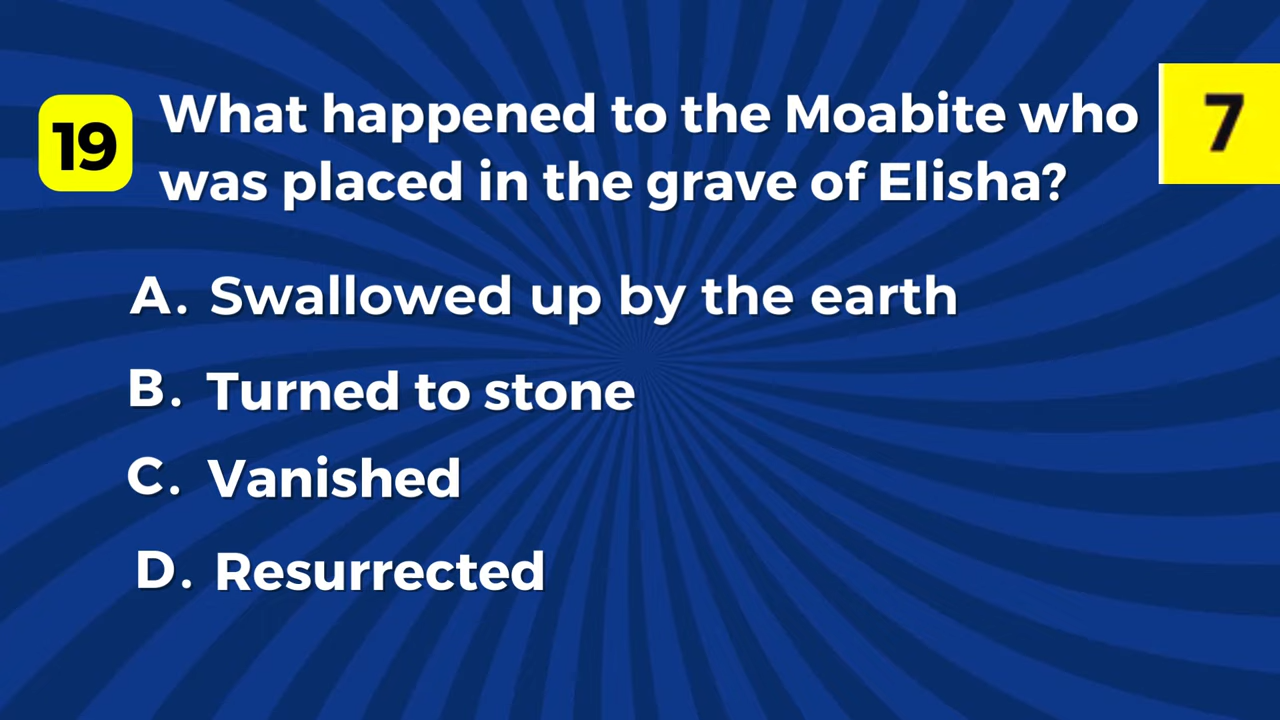 19
What happened to the Moabite who
was placed in the grave of Elisha?
7
A. Swallowed up by the earth
B. Turned to stone
C. Vanished
D. Resurrected